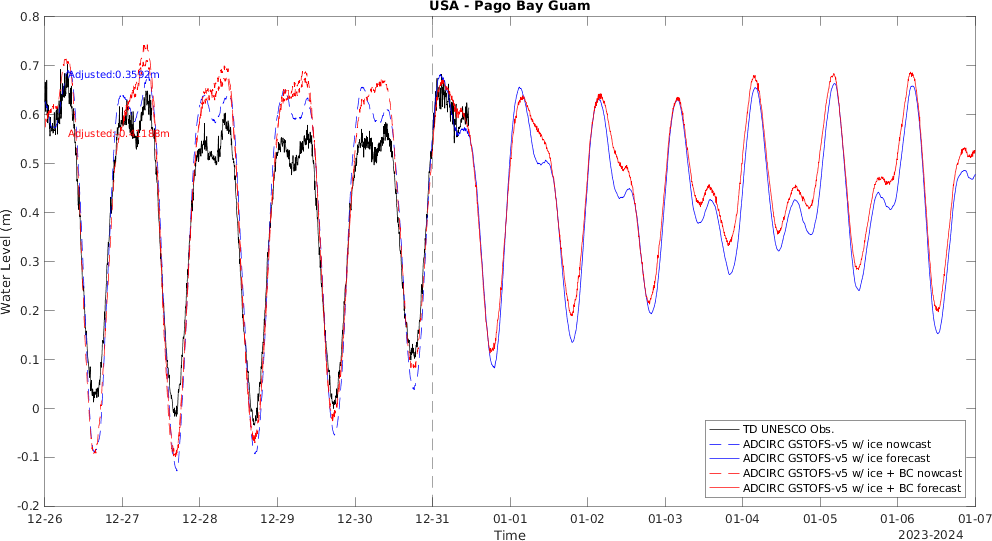 USA - Pago Bay Guam
0.8
0.7
0.6
0.5
0.4
0.3
0.2
0.1
0
-0.1
-0.2
Water Level (m)
Adjusted:0.3592m
TD UNESCO Obs.
ADCIRC GSTOFS-v5 w/ ice nowcast
ADCIRC GSTOFS-v5 w/ ice forecast
ADCIRC GSTOFS-v5 w/ ice + BC nowcast
ADCIRC GSTOFS-v5 w/ ice + BC forecast
12-26 12-27 12-28 12-29 12-30 12-31 01-01 01-02 01-03 01-04 01-05 01-06 01-07
Time
2023-2024